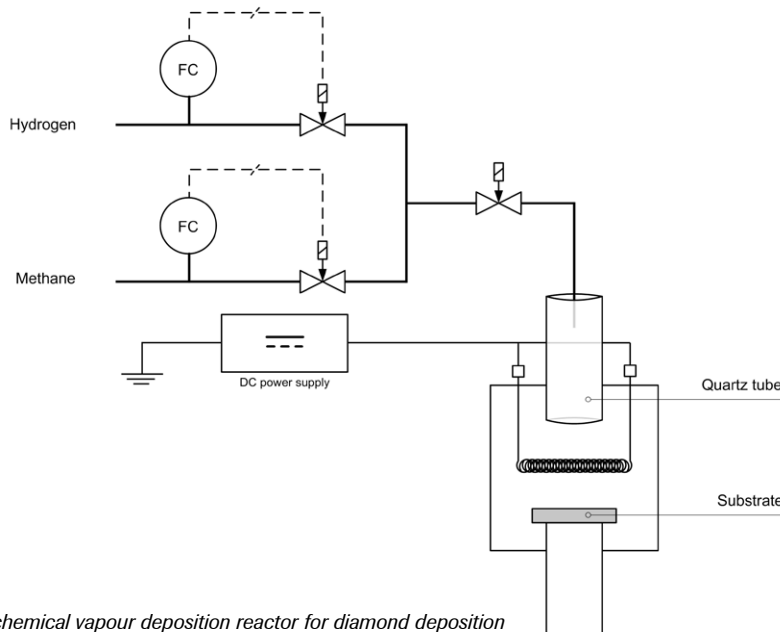 FC
Hydrogen
FC
Methane
DC power supply
Quartz tube
Substrate
chemical vapour deposition reactor for diamond deposition